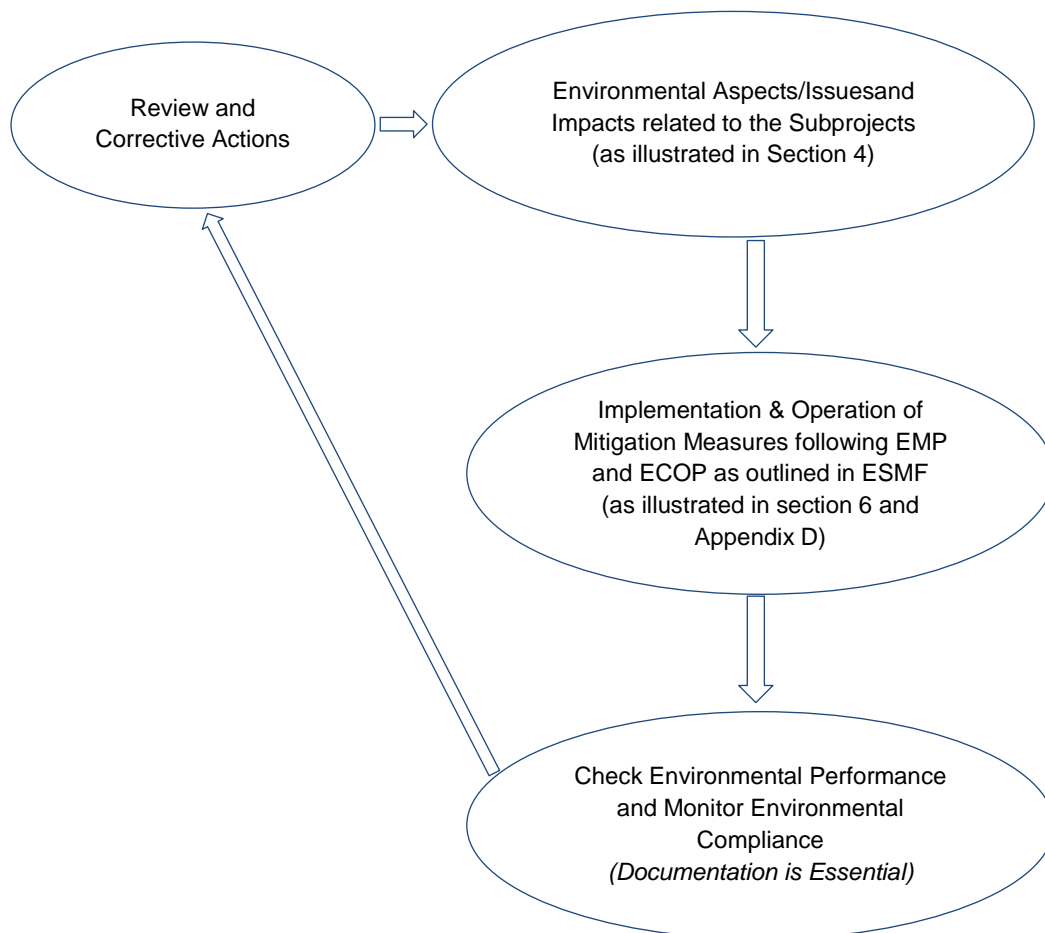 Review and
Corrective Actions
Environmental Aspects/Issuesand
Impacts related to the Subprojects
(as illustrated in Section 4)
Implementation & Operation of
Mitigation Measures following EMP
and ECOP as outlined in ESMF
(as illustrated in section 6 and
Appendix D)
Check Environmental Performance
and Monitor Environmental
Compliance
(Documentation is Essential)